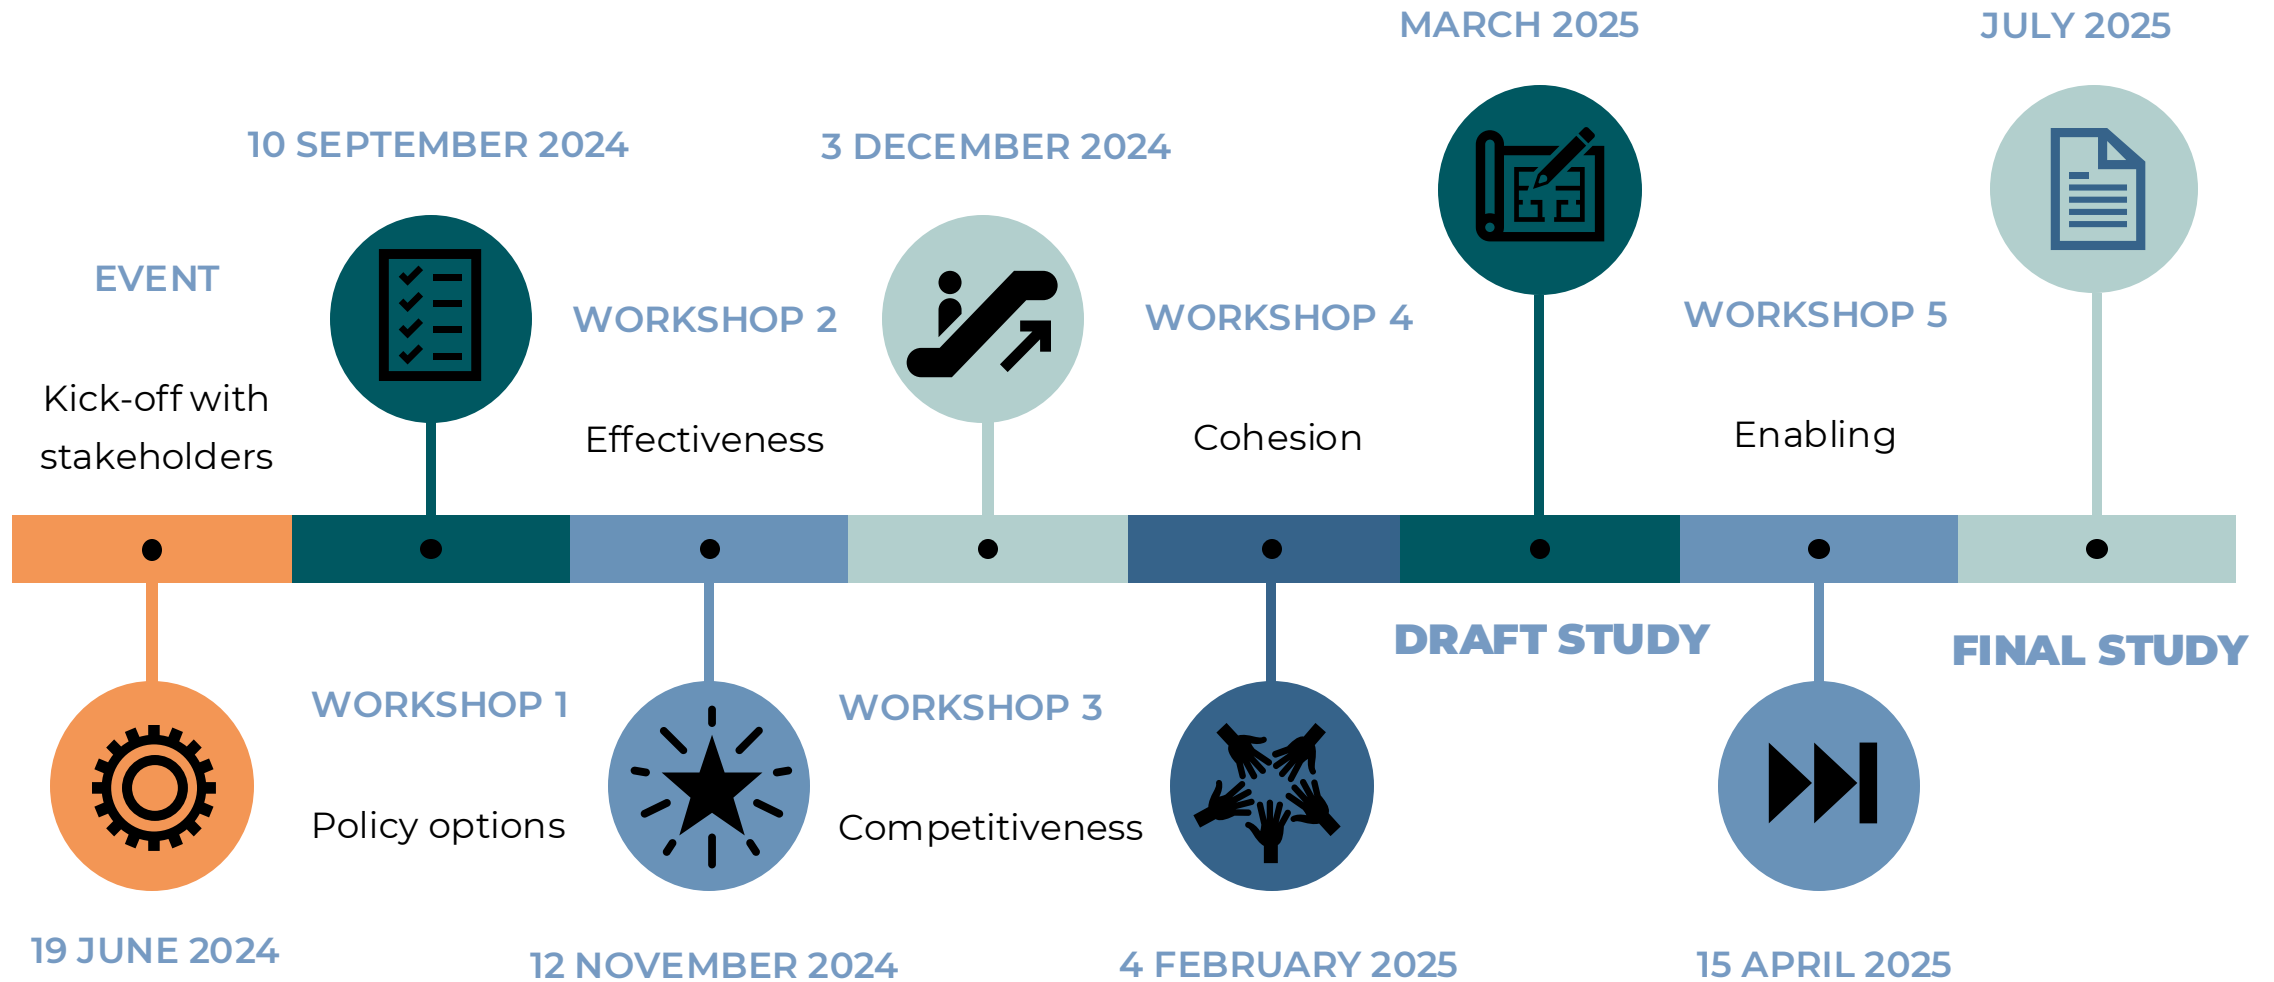 EVENT
Kick-off with
stakeholders
19 JUNE 2024
10 SEPTEMBER 2024
WORKSHOP 1
Policy options
WORKSHOP 2
Effectiveness
12 NOVEMBER 2024
3 DECEMBER 2024
WORKSHOP 3
Competitiveness
WORKSHOP 4
Cohesion
4 FEBRUARY 2025
MARCH 2025
DRAFT STUDY
WORKSHOP 5
Enabling
15 APRIL 2025
JULY 2025
FINAL STUDY